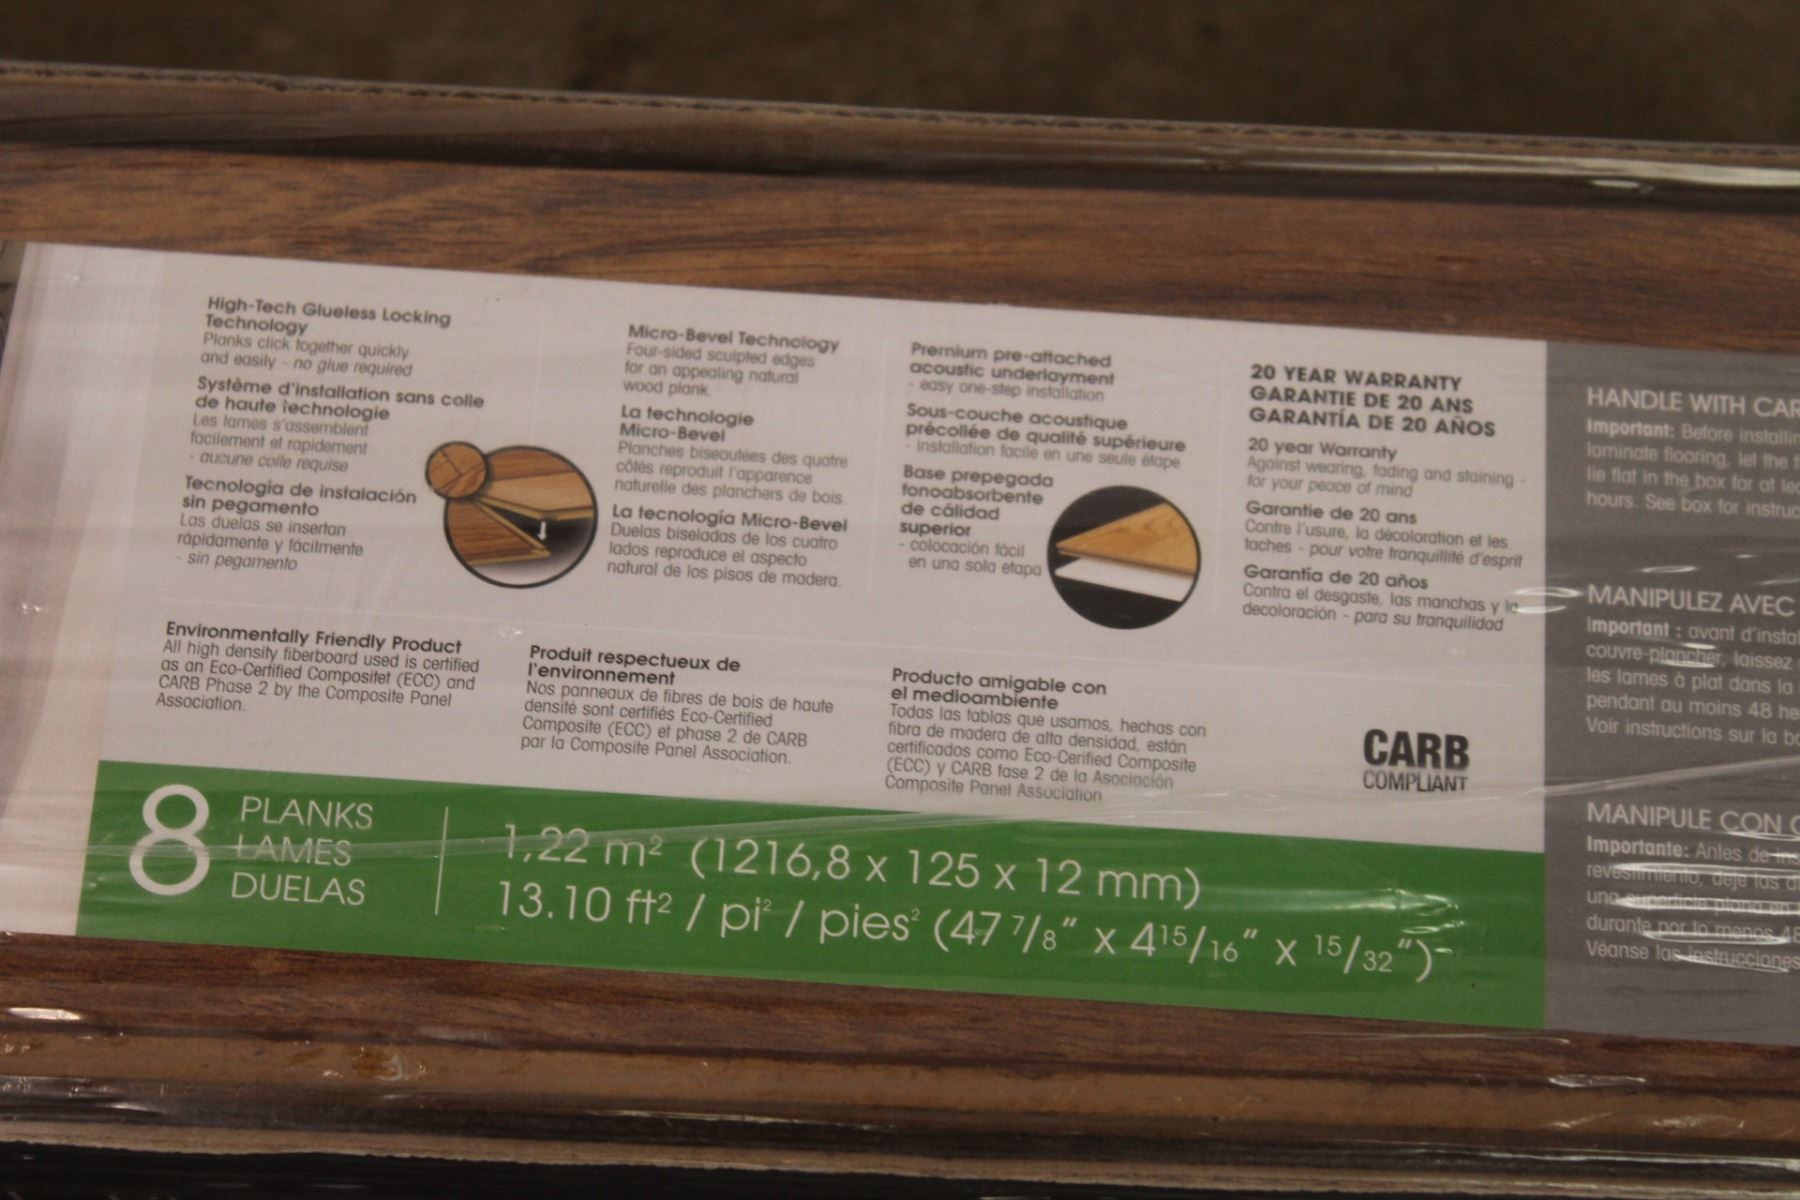 High-Tech Glueless Locking
Technology
Planks click together quickly
and easily - no glue required
Système d'installation sans colle
de haute technologie
Les lames s'assemblent
facilement et rapidement
- aucune colle requise
Tecnología de instalación
sin pegamento
Las duelas se insertan
rápidamente y fácilmente
- sin pegamento
Micro-Bevel Technology
Four-sided sculpted edges
for an appealing natural
wood plank.
La technologie
Micro-Bevel
Planches biseautées des quatre
côtés reproduit l'apparence
naturelle des planchers de bois.
La tecnología Micro-Bevel
Duelas biseladas de los cuatro
lados reproduce el aspecto
natural de los pisos de madera.
Premium pre-attached
acoustic underlayment
- easy one-step installation
Sous-couche acoustique
précollée de qualité supérieure
- installation facile en une seule étape
Base prepegada
fonoabsorbente
de cálidad
superior
- colocación fácil
en una sola etapa
20 YEAR WARRANTY
GARANTIE DE 20 ANS
GARANTÍA DE 20 AÑOS
20 year Warranty
Against wearing, fading and staining -
for your peace of mind
Garantie de 20 ans
Contre l'usure, la décoloration et les
taches - pour votre tranquillité d'esprit
Garantía de 20 años
Contra el desgaste, las manchas y la
decoloración - para su tranquilidad
Environmentally Friendly Product
All high density fiberboard used is certified
as an Eco-Certified Compositet (ECC) and
CARB Phase 2 by the Composite Panel
Association.
Produit respectueux de
l'environnement
Nos panneaux de fibres de bois de haute
densité sont certifiés Eco-Certified
Composite (ECC) et phase 2 de CARB
par la Composite Panel Association.
Producto amigable con
el medioambiente
Todas las tablas que usamos, hechas con
fibra de madera de alta densidad, están
certificados como Eco-Cerified Composite
(ECC) y CARB fase 2 de la Asociación
Composite Panel Association
CARB
COMPLIANT
8 PLANKS
LAMES
DUELAS
1,22 m² (1216,8 x 125 x 12 mm)
13.10 ft² / pi² / pies² (47 7/8" x 4 15/16" x 15/32")
HANDLE WITH CAR
Important: Before installin
laminate flooring, let the f
lie flat in the box for at lea
hours. See box for instruc
MANIPULEZ AVEC
Important : avant d'instal
couvre-plancher, laissez
les lames à plat dans la
pendant au moins 48 he
Voir instructions sur la bo
MANIPULE CON C
Importante: Antes de ins
revestimiento, deje las d
una superficie plana en
durante por lo menos 48
Véanse las instrucciones